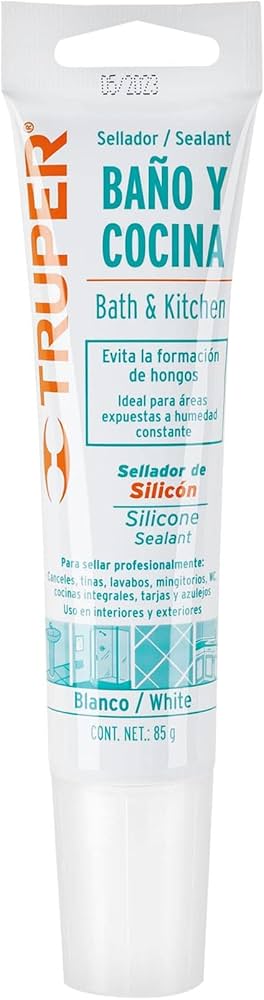 06/2023
TRUPER®
Sellador / Sealant
BAÑO Y
COCINA
Bath & Kitchen
Evita la formación
de hongos
Ideal para áreas
expuestas a humedad
constante
Sellador de
Silicón
Silicone
Sealant
Para sellar profesionalmente:
Canceles, tinas, lavabos, mingitorios, WC,
cocinas integrales, tarjas y azulejos
Uso en interiores y exteriores
Blanco / White
CONT. NET.: 85 g